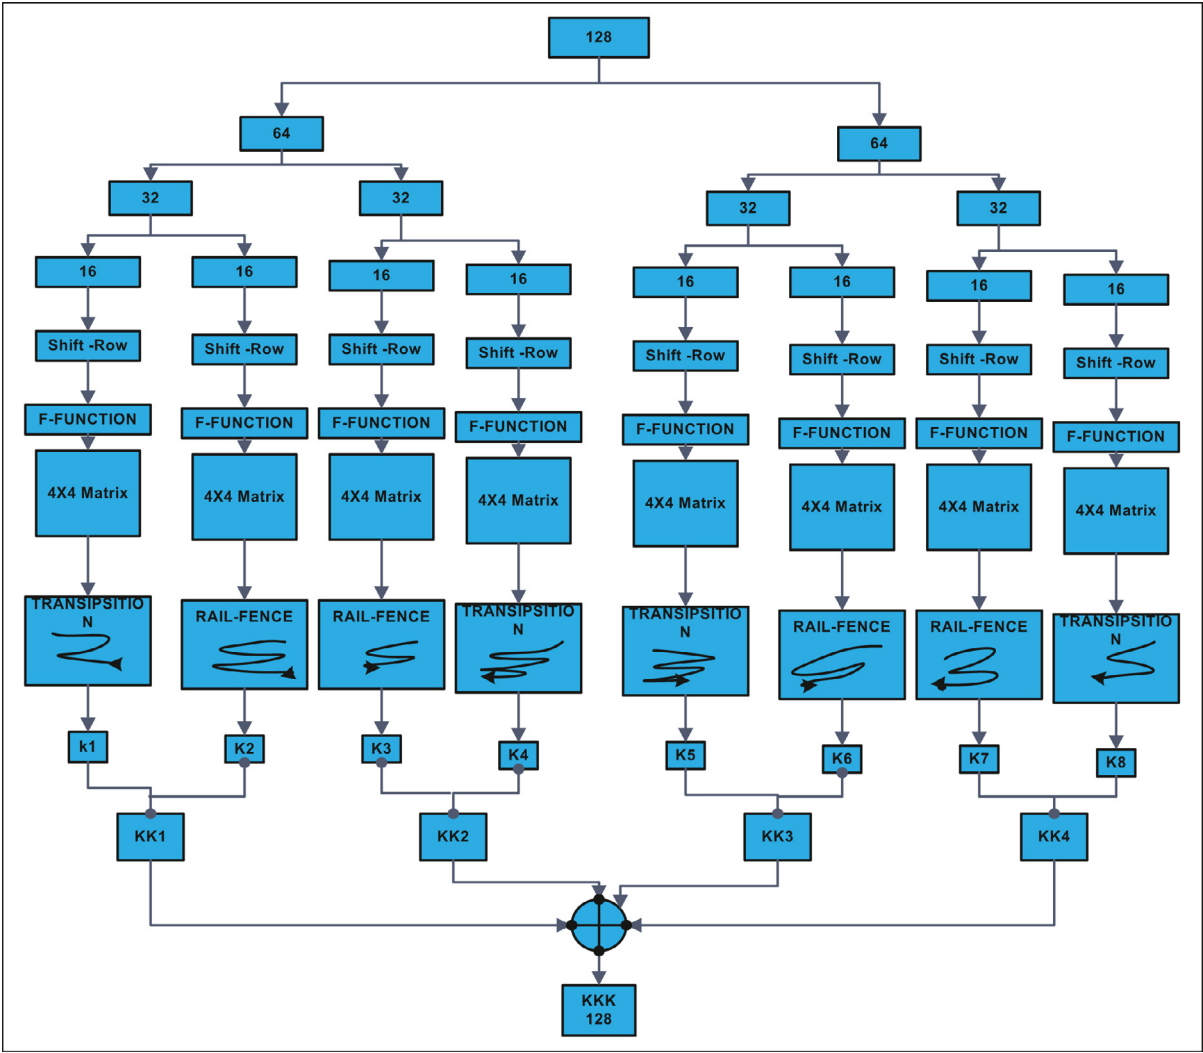 128
64
64
32
32
32
32
16
16
16
16
16
16
16
16
Shift -Row
Shift -Row
Shift -Row
Shift -Row
Shift -Row
Shift -Row
Shift -Row
Shift -Row
F-FUNCTION
F-FUNCTION
F-FUNCTION
F-FUNCTION
F-FUNCTION
F-FUNCTION
F-FUNCTION
F-FUNCTION
4X4 Matrix
4X4 Matrix
4X4 Matrix
4X4 Matrix
4X4 Matrix
4X4 Matrix
4X4 Matrix
4X4 Matrix
TRANSIPSITIO
N
RAIL-FENCE
RAIL-FENCE
TRANSIPSITIO
N
TRANSIPSITIO
N
RAIL-FENCE
RAIL-FENCE
TRANSIPSITIO
N
k1
K2
K3
K4
K5
K6
K7
K8
KK1
KK2
KK3
KK4
KKK
128